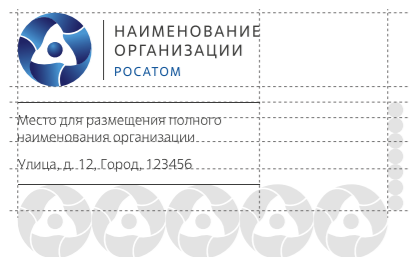 НАИМЕНОВАНИЕ
ОРГАНИЗАЦИИ
РОСАТОМ
Место для размещения полного
наименования организации
Улица, д. 12, Город, 123456